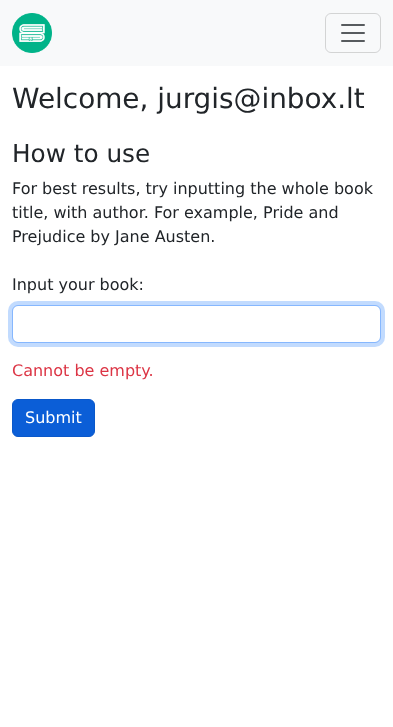 Welcome, jurgis@inbox.lt
How to use
For best results, try inputting the whole book
title, with author. For example, Pride and
Prejudice by Jane Austen.
Input your book:
Cannot be empty.
Submit